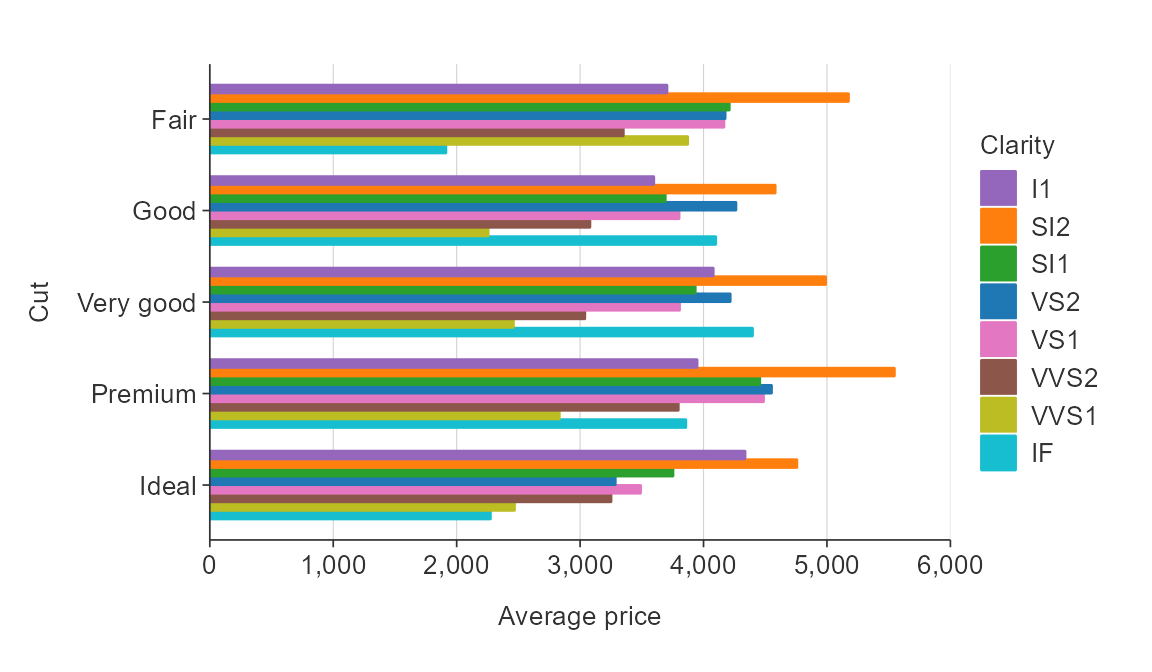 Fair
Good
Very good
Premium
Ideal
Cut
0 1,000 2,000 3,000 4,000 5,000 6,000
Average price
Clarity
I1
SI2
SI1
VS2
VS1
VVS2
VVS1
IF